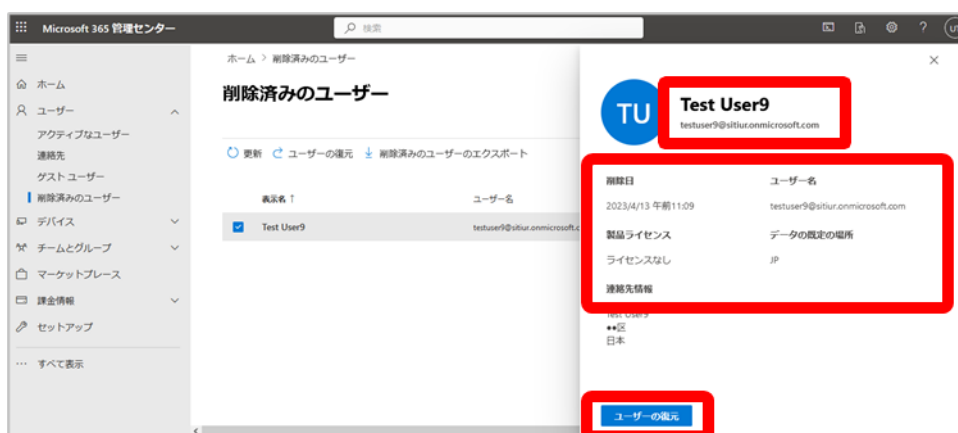 Microsoft 365 管理センター
検索
ホーム
ユーザー
アクティブなユーザー
連絡先
ゲスト ユーザー
削除済みのユーザー
デバイス
チームとグループ
マーケットプレース
課金情報
セットアップ
すべて表示
ホーム > 削除済みのユーザー
削除済みのユーザー
更新 ユーザーの復元 削除済みのユーザーのエクスポート
表示名 ↑ ユーザー名
Test User9 testuser9@sitiur.onmicrosoft.c
TU
Test User9
testuser9@sitiur.onmicrosoft.com
削除日 ユーザー名
2023/4/13 午前11:09 testuser9@sitiur.onmicrosoft.com
製品ライセンス データの既定の場所
ライセンスなし JP
連絡先情報
Test User9
●●区
日本
ユーザーの復元